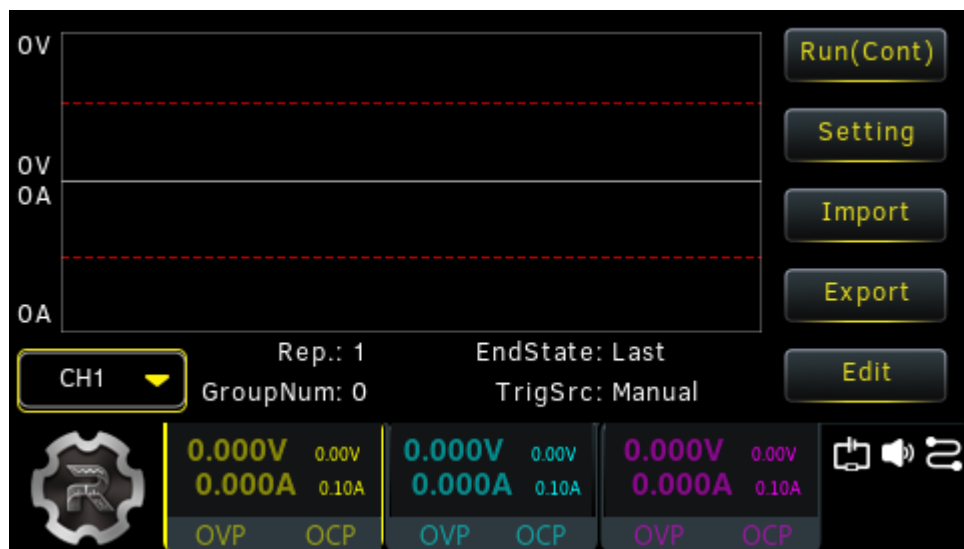 0V
0V
0A
0A
Run(Cont)
Setting
Import
Export
Edit
CH1
Rep.: 1
EndState: Last
GroupNum: 0
TrigSrc: Manual
0.000V 0.00V
0.000A 0.10A
OVP OCP
0.000V 0.00V
0.000A 0.10A
OVP OCP
0.000V 0.00V
0.000A 0.10A
OVP OCP
R